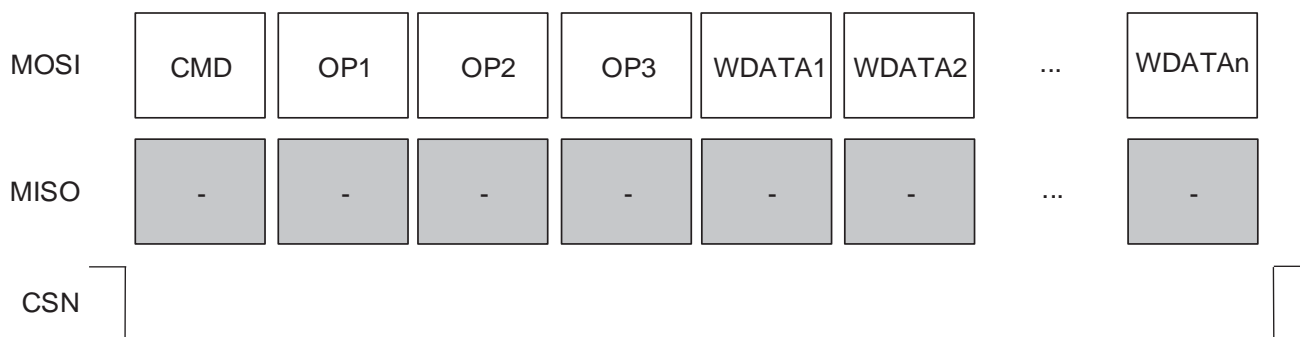 MOSI CMD OP1 OP2 OP3 WDATA1 WDATA2 ... WDATAn
MISO - - - - - - ... -
CSN